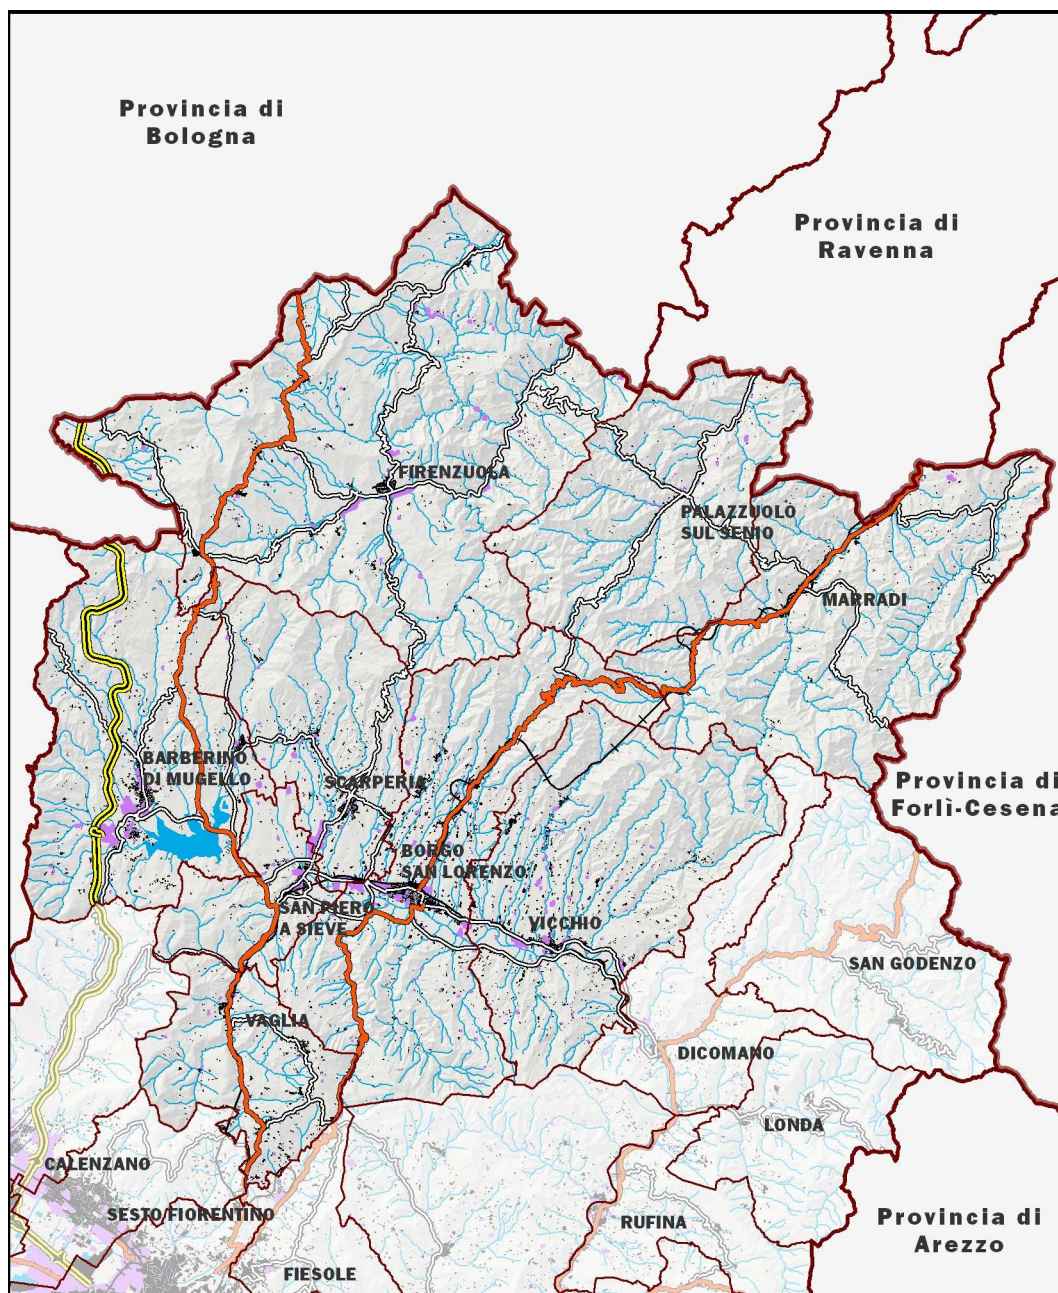 Provincia di
Bologna
Provincia di
Ravenna
FIRENZUOLA
PALAZZUOLO
SUL SENIO
MARRADI
BARBERINO
DI MUGELLO
SCARPERIA
Provincia di
Forlì-Cesena
BORGO
SAN LORENZO
SAN PIERO
A SIEVE
VICCHIO
SAN GODENZO
VAGLIA
DICOMANO
LONDA
CALENZANO
SESTO FIORENTINO
RUFINA
Provincia di
Arezzo
FIESOLE